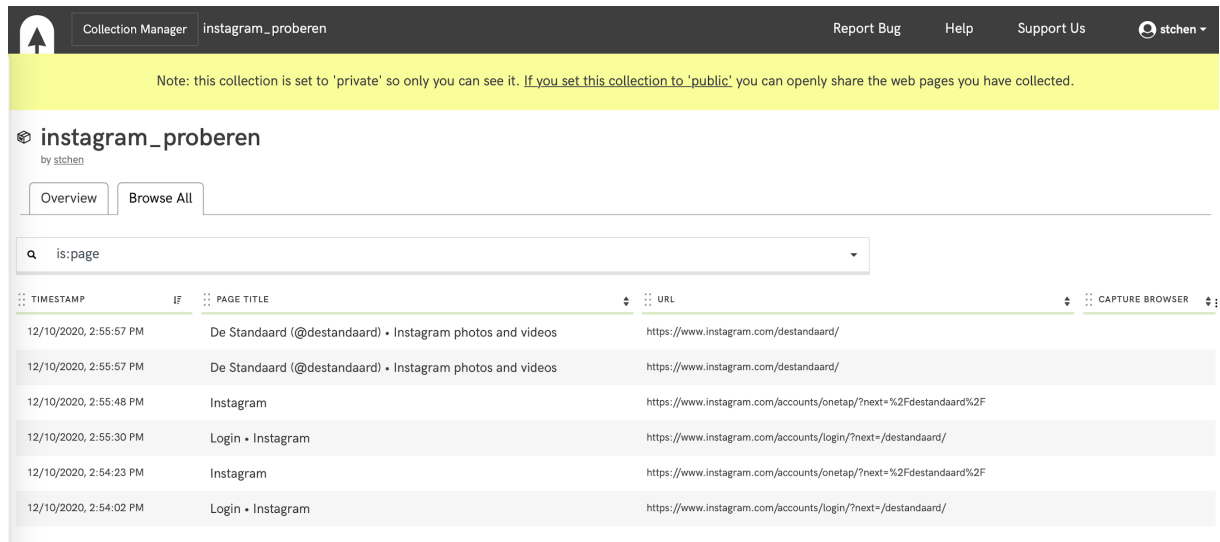 Collection Manager instagram_proberen Report Bug Help Support Us stchen
Note: this collection is set to 'private' so only you can see it. If you set this collection to 'public' you can openly share the web pages you have collected.
instagram_proberen
by stchen
Overview Browse All
is:page
TIMESTAMP PAGE TITLE URL CAPTURE BROWSER
12/10/2020, 2:55:57 PM De Standaard (@destandaard) • Instagram photos and videos https://www.instagram.com/destandaard/
12/10/2020, 2:55:57 PM De Standaard (@destandaard) • Instagram photos and videos https://www.instagram.com/destandaard/
12/10/2020, 2:55:48 PM Instagram https://www.instagram.com/accounts/onetap/?next=%2Fdestandaard%2F
12/10/2020, 2:55:30 PM Login • Instagram https://www.instagram.com/accounts/login/?next=/destandaard/
12/10/2020, 2:54:23 PM Instagram https://www.instagram.com/accounts/onetap/?next=%2Fdestandaard%2F
12/10/2020, 2:54:02 PM Login • Instagram https://www.instagram.com/accounts/login/?next=/destandaard/